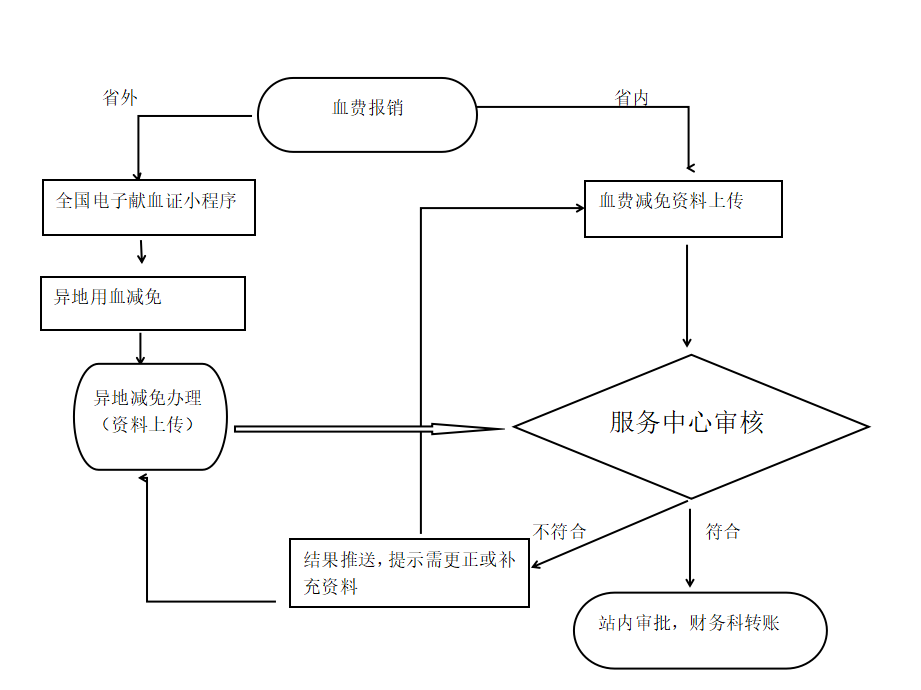 省外
血费报销
省内
全国电子献血证小程序
血费减免资料上传
异地用血减免
异地减免办理
（资料上传）
服务中心审核
不符合
符合
结果推送，提示需更正或补
充资料
站内审批，财务科转账